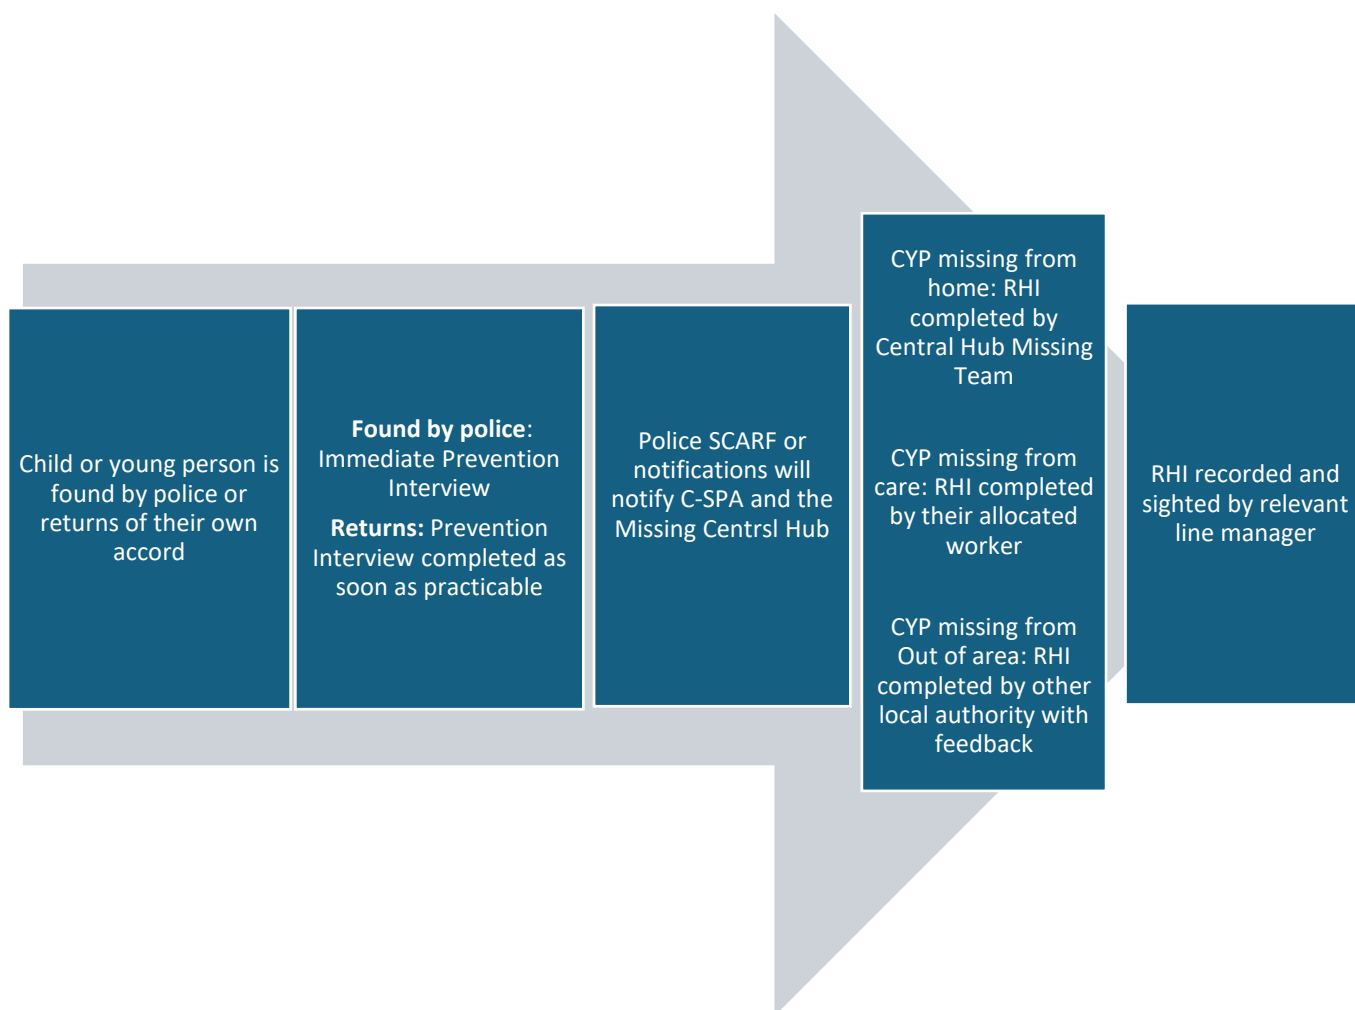 Child or young person is
found by police or
returns of their own
accord
Found by police:
Immediate Prevention
Interview
Returns: Prevention
Interview completed as
soon as practicable
Police SCARF or
notifications will
notify C-SPA and the
Missing Centrsl Hub
CYP missing from
home: RHI
completed by
Central Hub Missing
Team
CYP missing from
care: RHI completed
by their allocated
worker
CYP missing from
Out of area: RHI
completed by other
local authority with
feedback
RHI recorded and
sighted by relevant
line manager